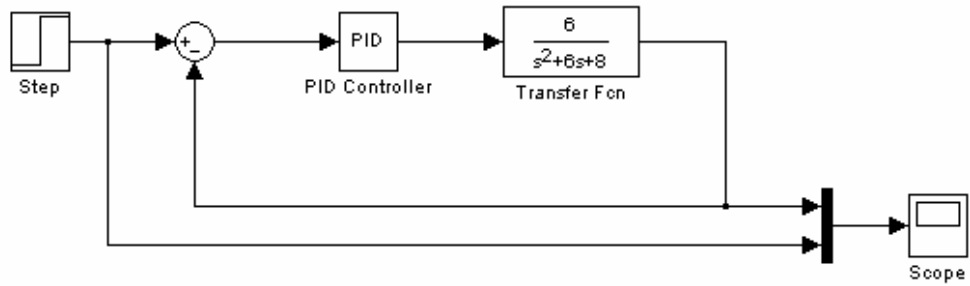 Step
+
-
PID
PID Controller
6
s2+6s+8
Transfer Fcn
Scope